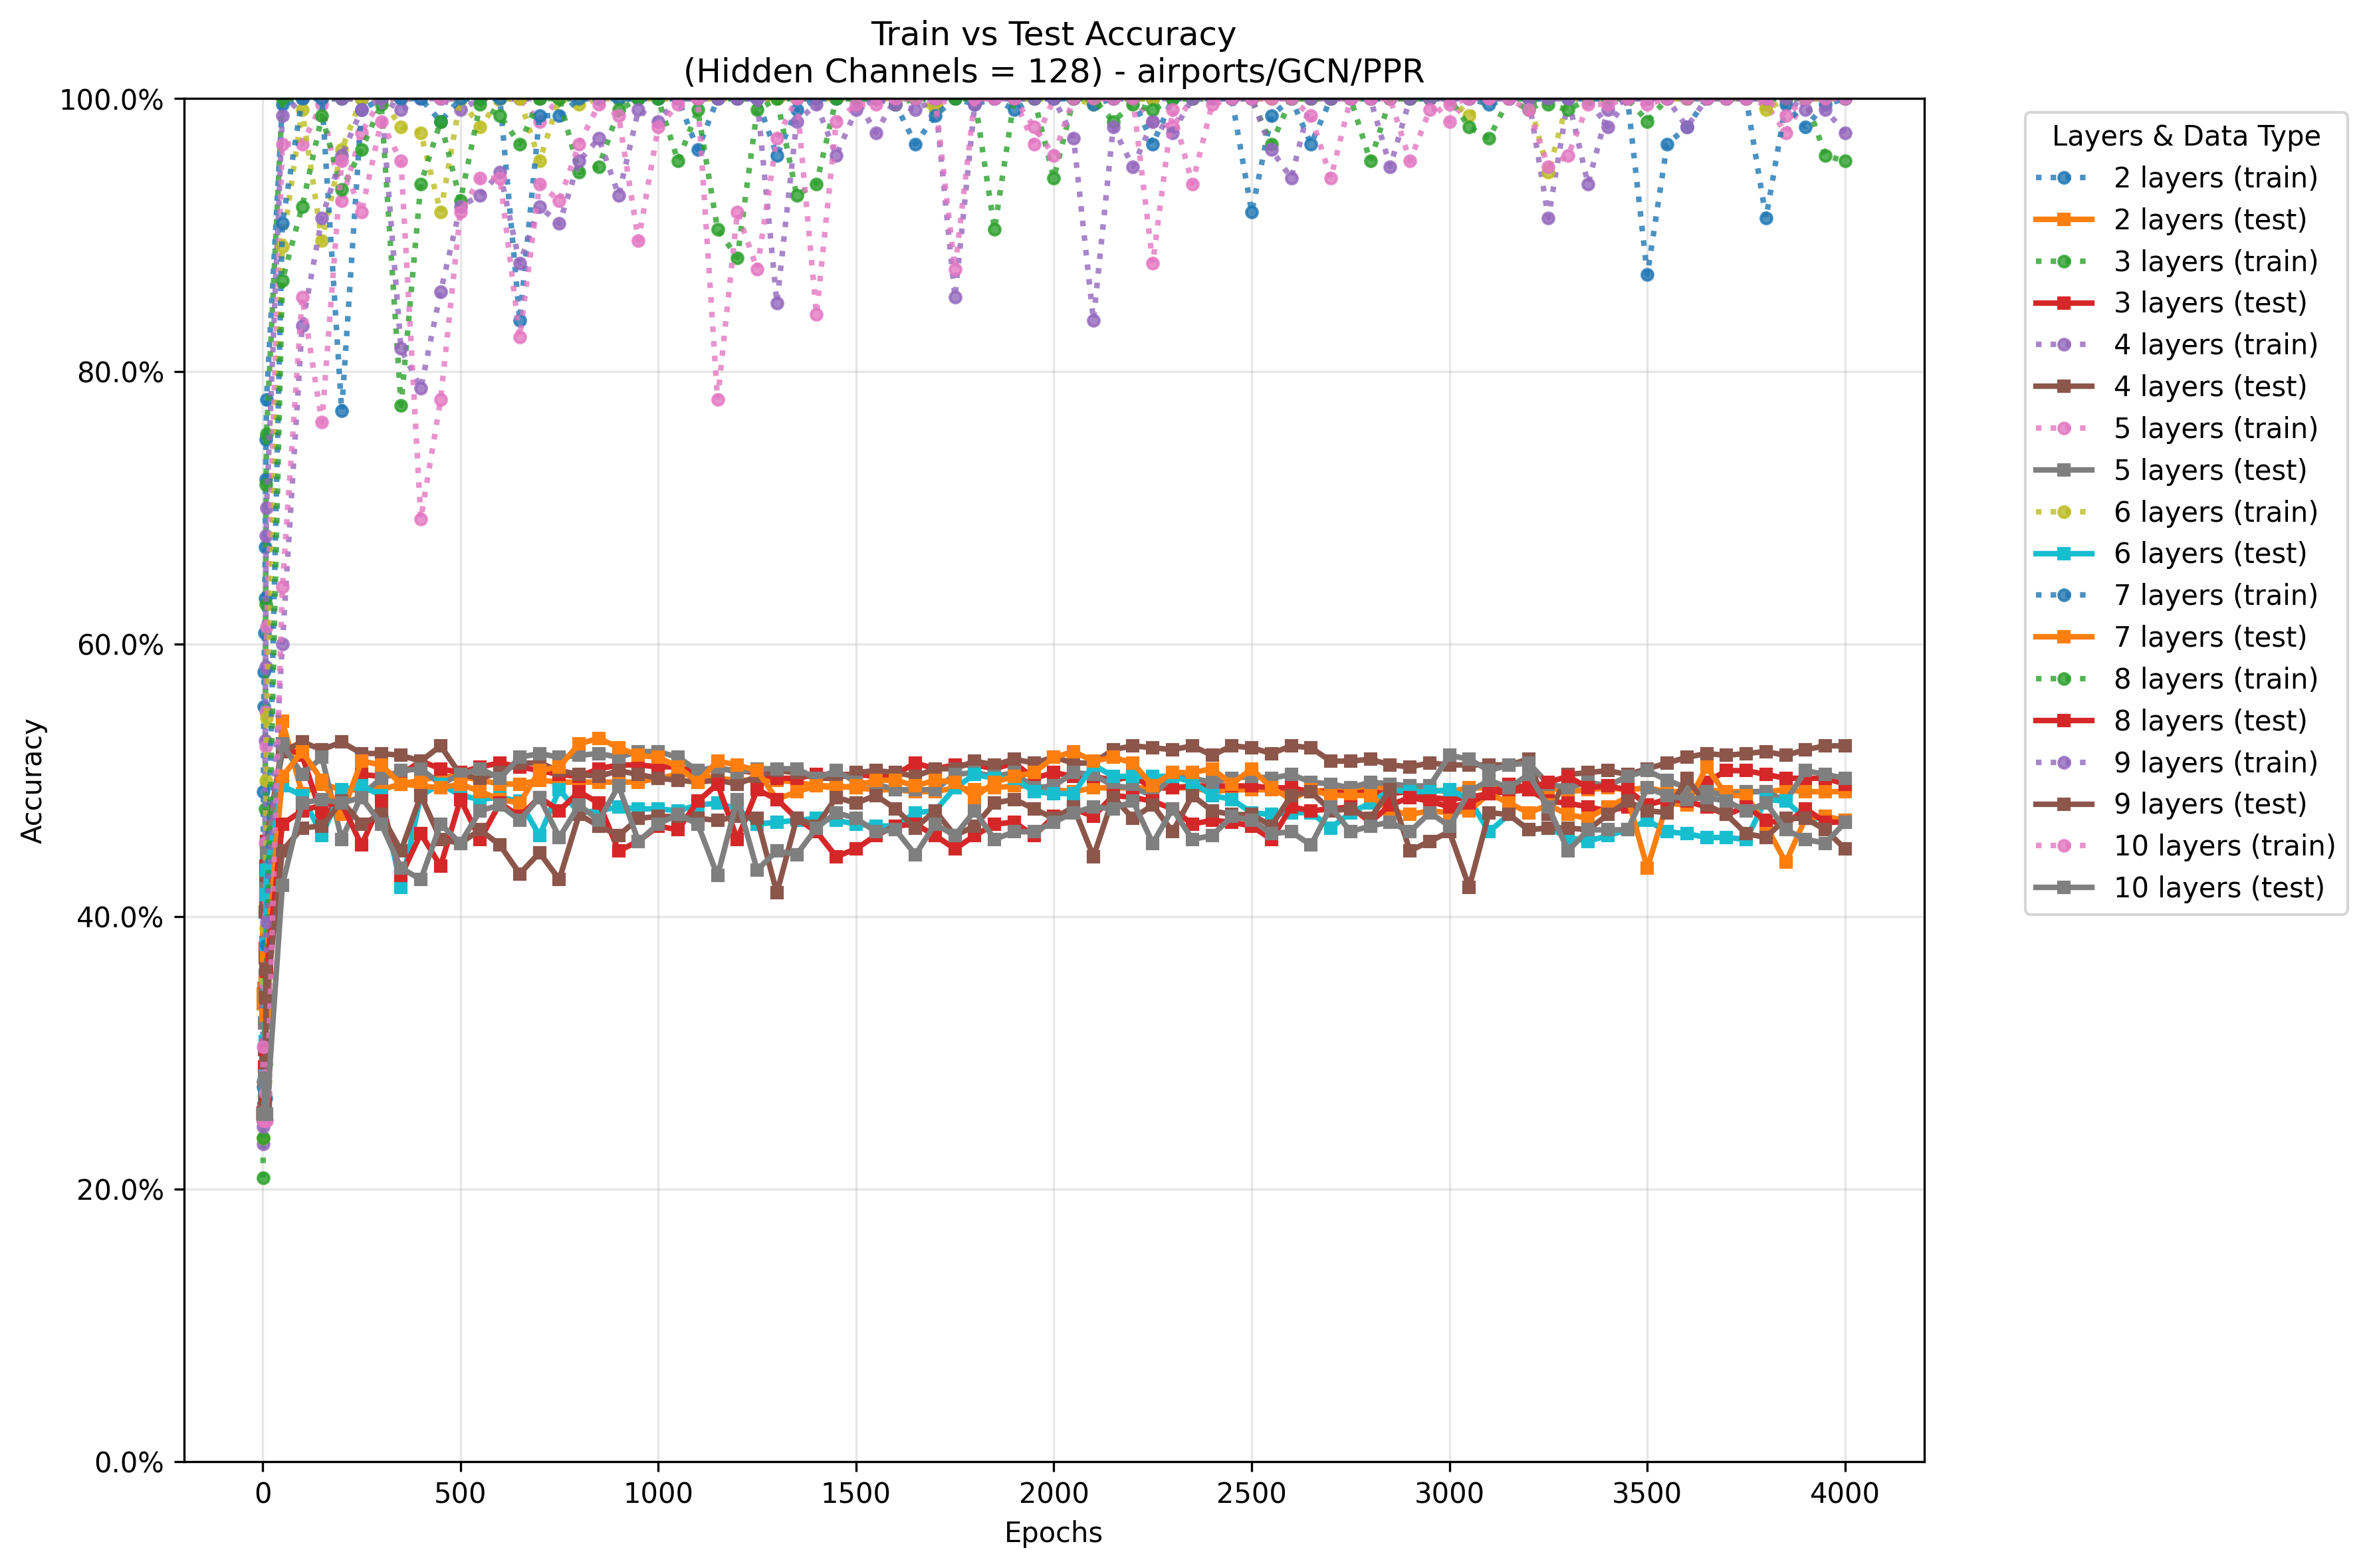 Train vs Test Accuracy
(Hidden Channels = 128) - airports/GCN/PPR
100.0%
80.0%
60.0%
40.0%
20.0%
0.0%
Accuracy
0
500
1000
1500
2000
2500
3000
3500
4000
Epochs
Layers & Data Type
2 layers (train)
2 layers (test)
3 layers (train)
3 layers (test)
4 layers (train)
4 layers (test)
5 layers (train)
5 layers (test)
6 layers (train)
6 layers (test)
7 layers (train)
7 layers (test)
8 layers (train)
8 layers (test)
9 layers (train)
9 layers (test)
10 layers (train)
10 layers (test)